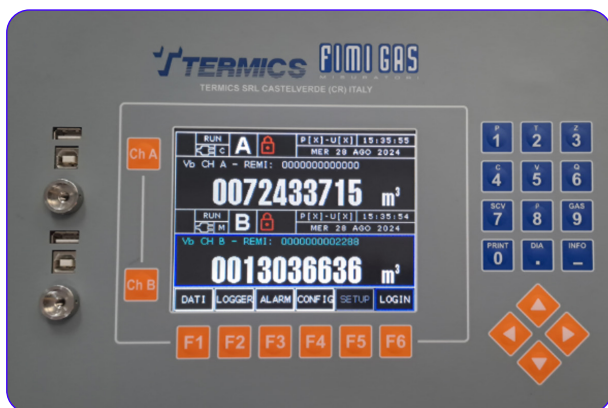 TERMICS FIMIGAS
MISURATORI
TERMICS SRL CASTELVERDE (CR) ITALY
Ch A
RUN A P[X]-U[X] 15:35:55
C MER 28 AGO 2024
Vb CH A - REMI: 0000000000000
0072433715 m³
RUN B P[X]-U[X] 15:35:54
M MER 28 AGO 2024
Vb CH B - REMI: 0000000002288
0013036636 m³
Ch B
DATI LOGGER ALARM CONFIG SETUP LOGIN
F1 F2 F3 F4 F5 F6
P T Z
1 2 3
C V Q
4 5 6
SCV GAS
7 8 9
PRINT DIA INFO
0 . _